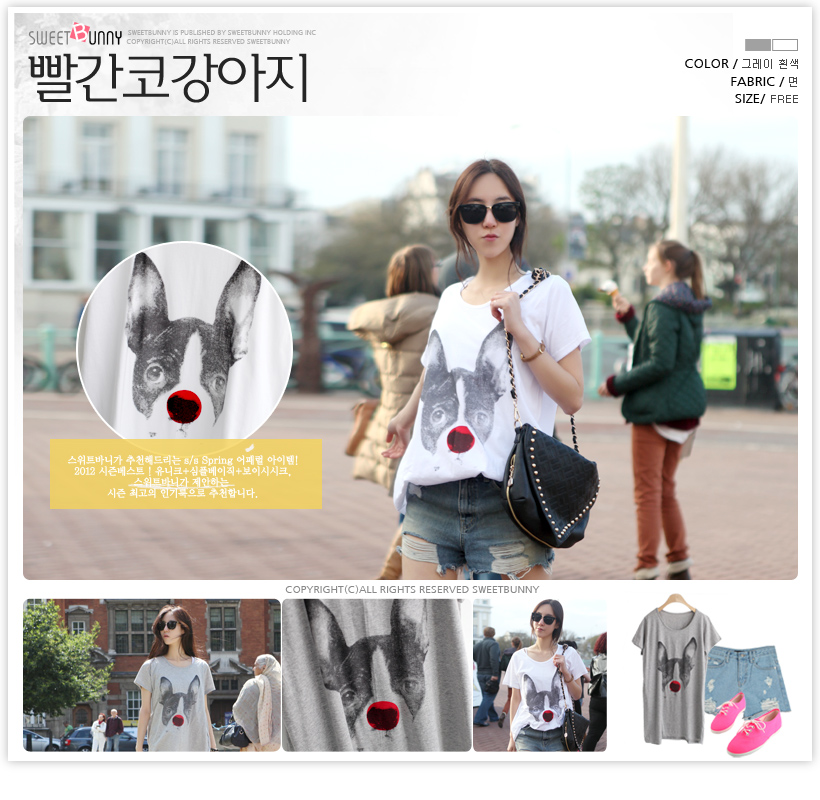 SWEETBUNNY
SWEETBUNNY IS PUBLISHED BY SWEETBUNNY HOLDING INC
COPYRIGHT(C)ALL RIGHTS RESERVED SWEETBUNNY
빨간코강아지
COLOR / 그레이 흰색
FABRIC / 면
SIZE/ FREE
스위트바니가 추천해드리는 s/s Spring 어패럴 아이템!
2012 시즌베스트 ! 유니크+심플베이직+보이시시크,
스위트바니가 제안하는
시즌 최고의 인기룩으로 추천합니다.
COPYRIGHT(C)ALL RIGHTS RESERVED SWEETBUNNY